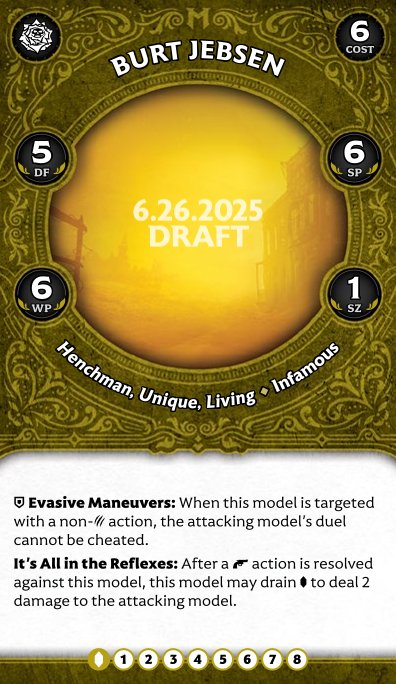 BURT JEBSEN
6
COST
5
DF
6
SP
6.26.2025
DRAFT
6
WP
1
SZ
Henchman, Unique, Living ⬥ Infamous
Evasive Maneuvers: When this model is targeted
with a non- action, the attacking model's duel
cannot be cheated.
It's All in the Reflexes: After a action is resolved
against this model, this model may drain to deal 2
damage to the attacking model.
1 2 3 4 5 6 7 8